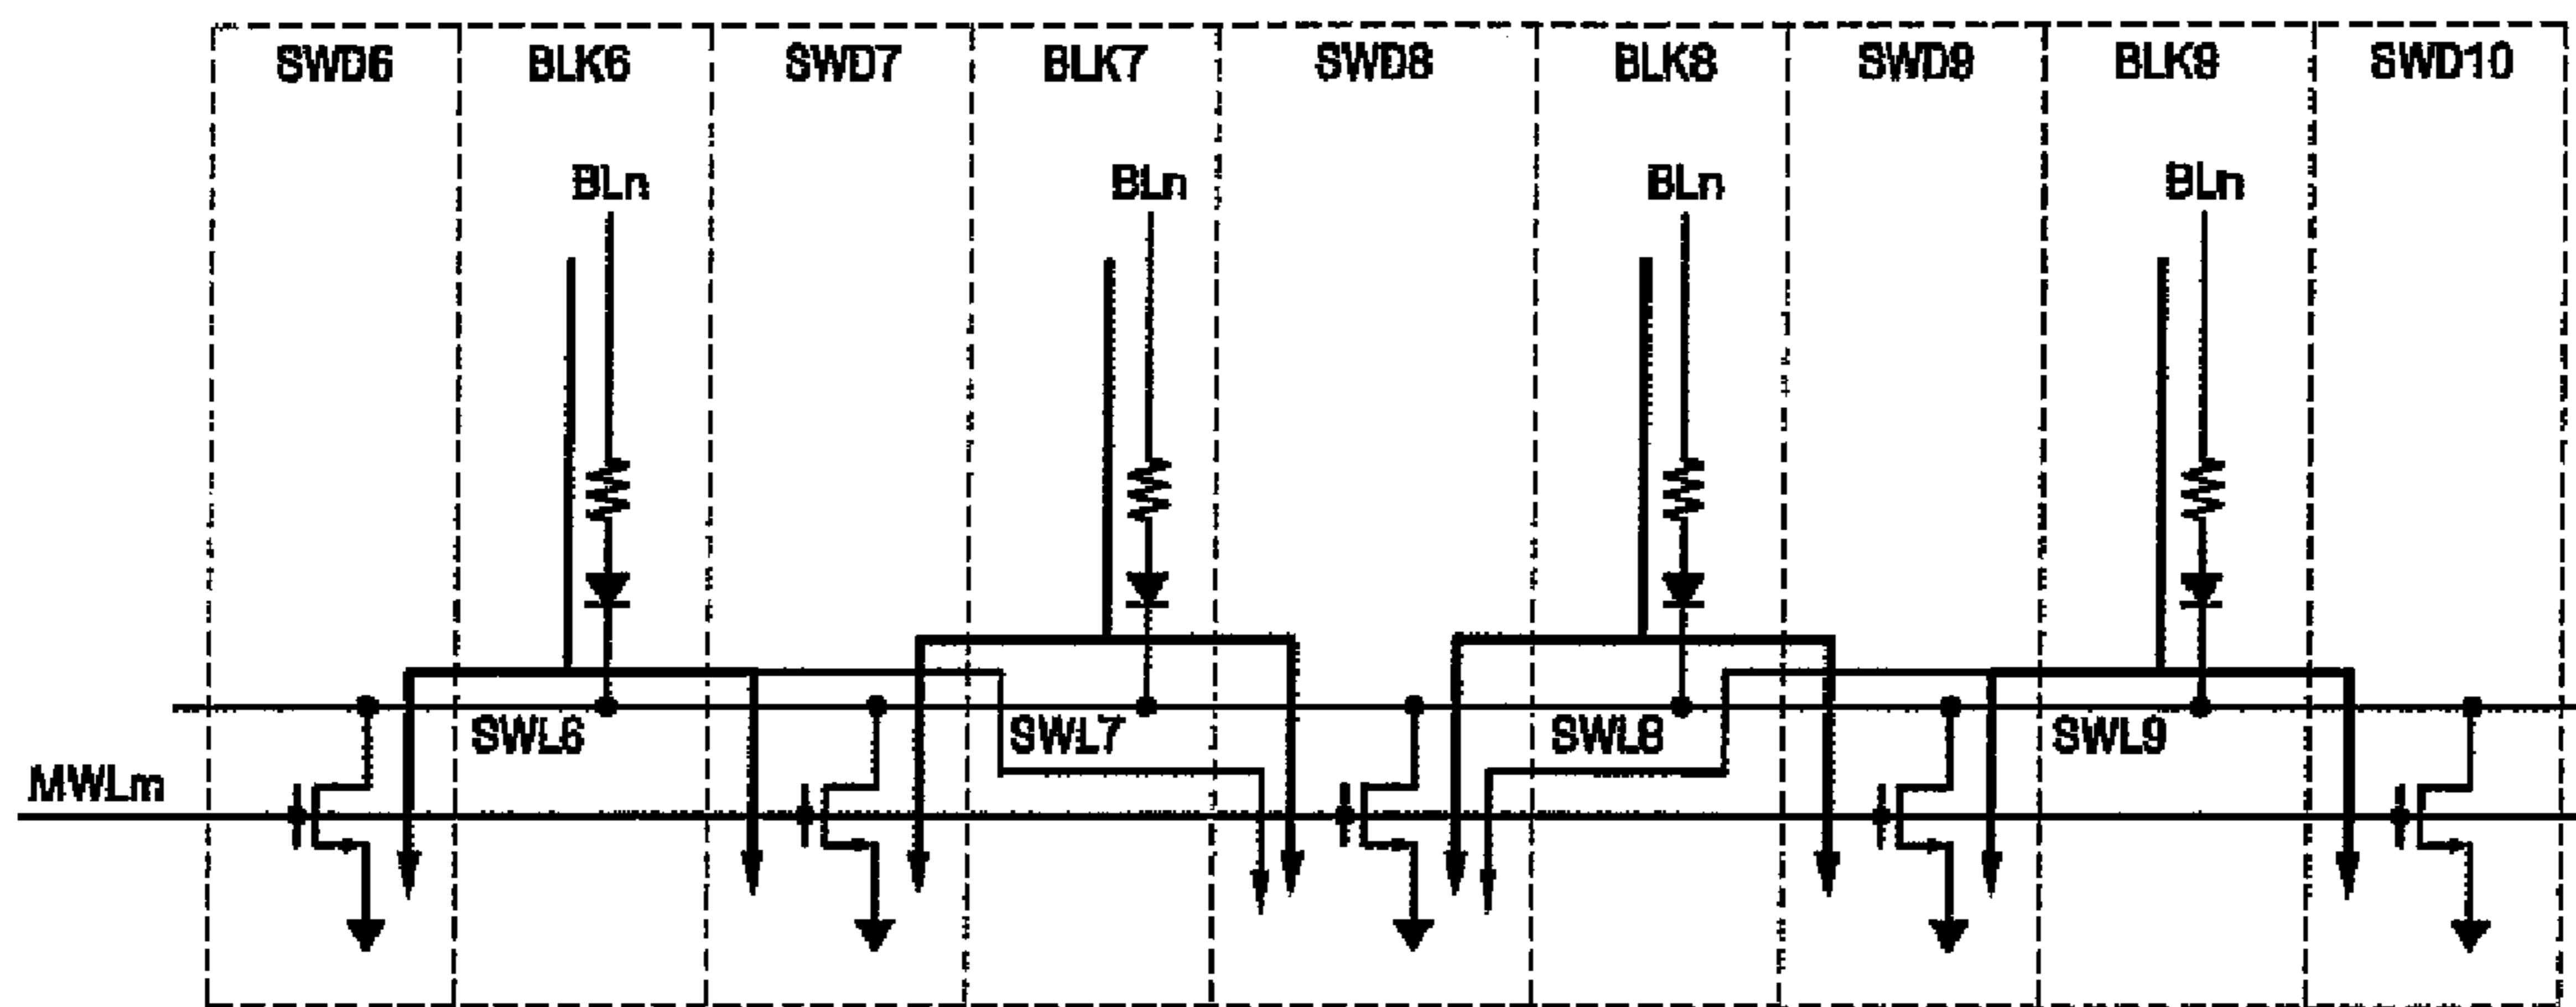 SWD6 BLK6 SWD7 BLK7 SWD8 BLK8 SWD9 BLK9 SWD10
BLn BLn BLn BLn
SWL6 SWL7 SWL8 SWL9
MWLm